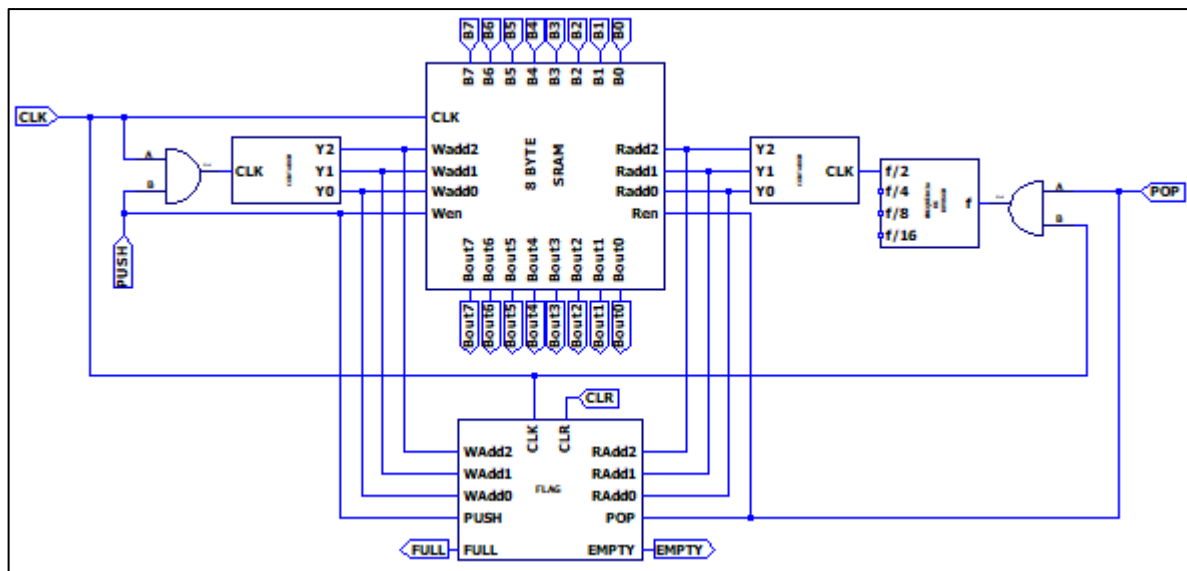 B7 B6 B5 B4 B3 B2 B1 B0
B7 B6 B5 B4 B3 B2 B1 B0
CLK
CLK
A
B
CLK
Y2
Y1
Y0
PUSH
Wadd2
Wadd1
Wadd0
Wen
8 BYTE
SRAM
Radd2
Radd1
Radd0
Ren
Y2
Y1
Y0
CLK
f/2
f/4
f/8
f/16
f
A
B
POP
Bout7 Bout6 Bout5 Bout4 Bout3 Bout2 Bout1 Bout0
Bout7 Bout6 Bout5 Bout4 Bout3 Bout2 Bout1 Bout0
CLR
CLK
CLR
WAdd2
WAdd1
WAdd0
PUSH
FULL
FULL
FLAG
RAdd2
RAdd1
RAdd0
POP
EMPTY
EMPTY